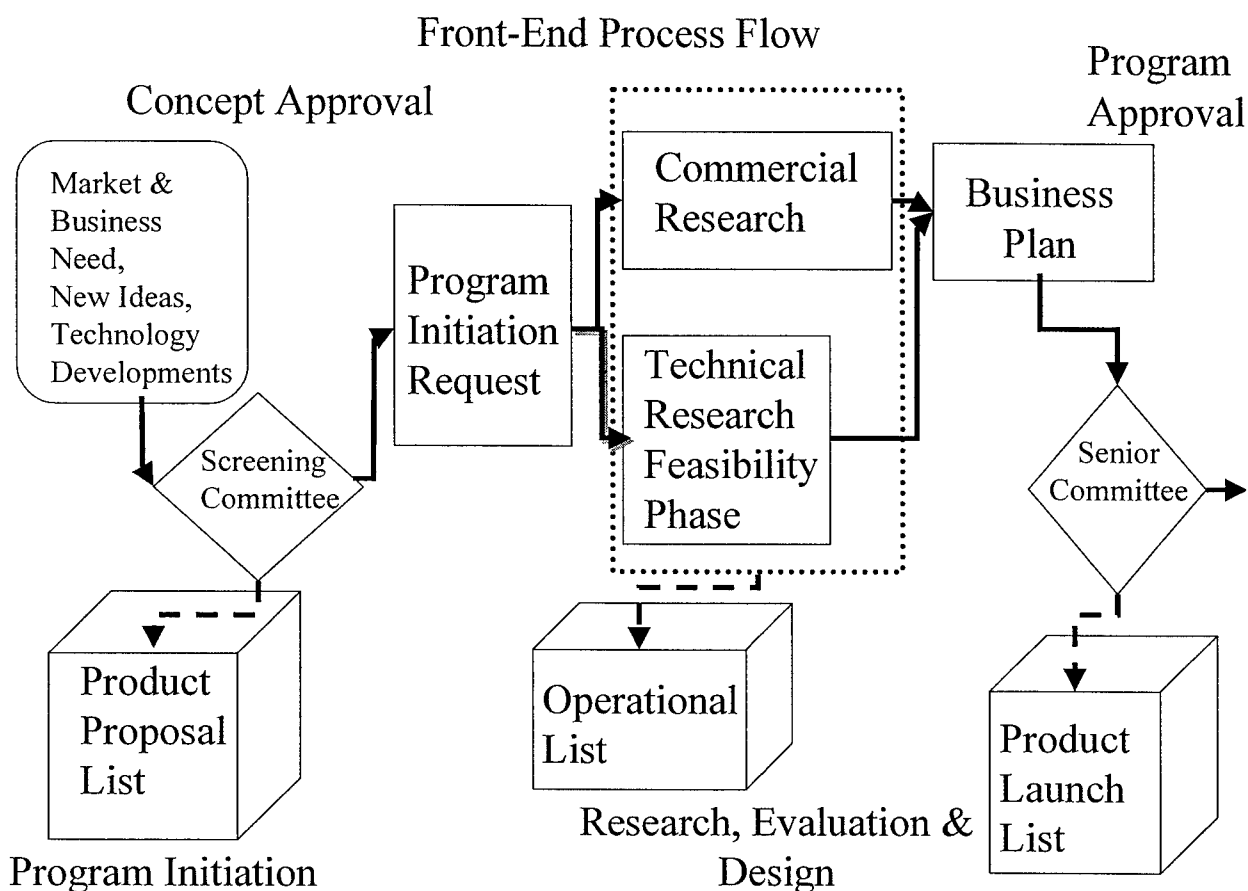 Front-End Process Flow
Concept Approval
Program
Approval
Market &
Business
Need,
New Ideas,
Technology
Developments
Screening
Committee
Program
Initiation
Request
Commercial
Research
Technical
Research
Feasibility
Phase
Business
Plan
Senior
Committee
Product
Proposal
List
Operational
List
Product
Launch
List
Program Initiation
Research, Evaluation &
Design